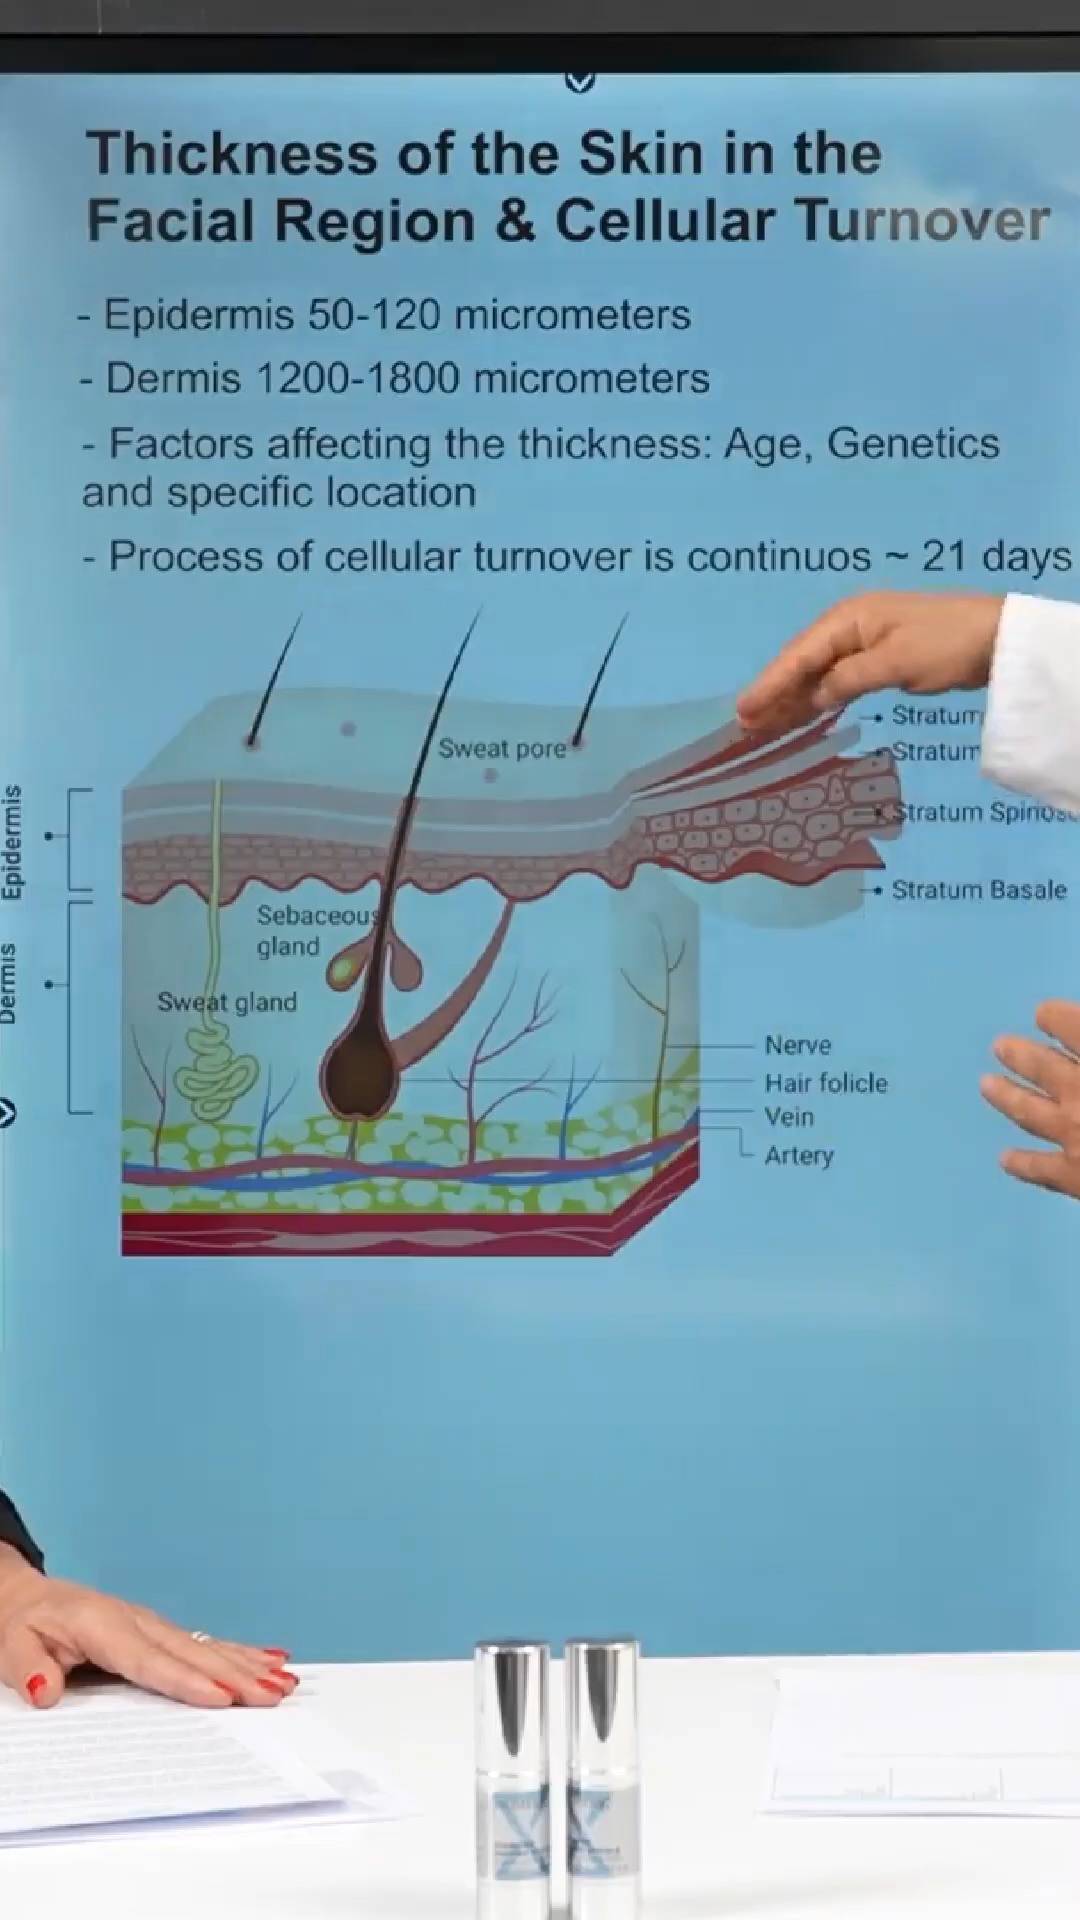 Thickness of the Skin in the
Facial Region & Cellular Turnover
- Epidermis 50-120 micrometers
- Dermis 1200-1800 micrometers
- Factors affecting the thickness: Age, Genetics
and specific location
- Process of cellular turnover is continuos ~ 21 days
Stratum
Sweat pore
Stratum
Epidermis
Stratum
Stratum Basale
Sebaceous
gland
Dermis
Sweat gland
Nerve
Hair folicle
Vein
Artery